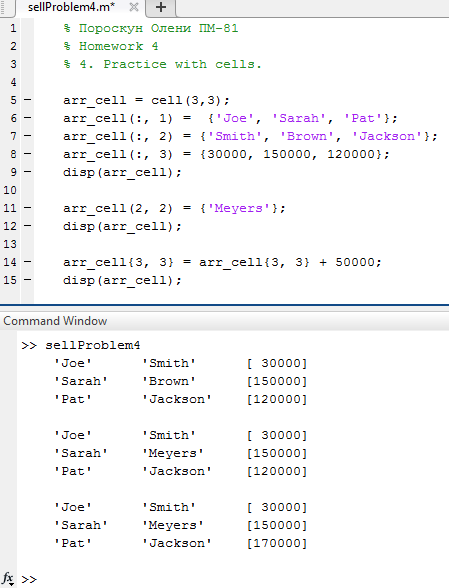 sellProblem4.m*
1 % Пороскун Олени ПМ-81
2 % Homework 4
3 % 4. Practice with cells.
4
5 – arr_cell = cell(3,3);
6 – arr_cell(:, 1) =  {'Joe', 'Sarah', 'Pat'};
7 – arr_cell(:, 2) = {'Smith', 'Brown', 'Jackson'};
8 – arr_cell(:, 3) = {30000, 150000, 120000};
9 – disp(arr_cell);
10
11 – arr_cell(2, 2) = {'Meyers'};
12 – disp(arr_cell);
13
14 – arr_cell{3, 3} = arr_cell{3, 3} + 50000;
15 – disp(arr_cell);
Command Window
>> sellProblem4
'Joe' 'Smith' [ 30000]
'Sarah' 'Brown' [150000]
'Pat' 'Jackson' [120000]
'Joe' 'Smith' [ 30000]
'Sarah' 'Meyers' [150000]
'Pat' 'Jackson' [120000]
'Joe' 'Smith' [ 30000]
'Sarah' 'Meyers' [150000]
'Pat' 'Jackson' [170000]
fx >>